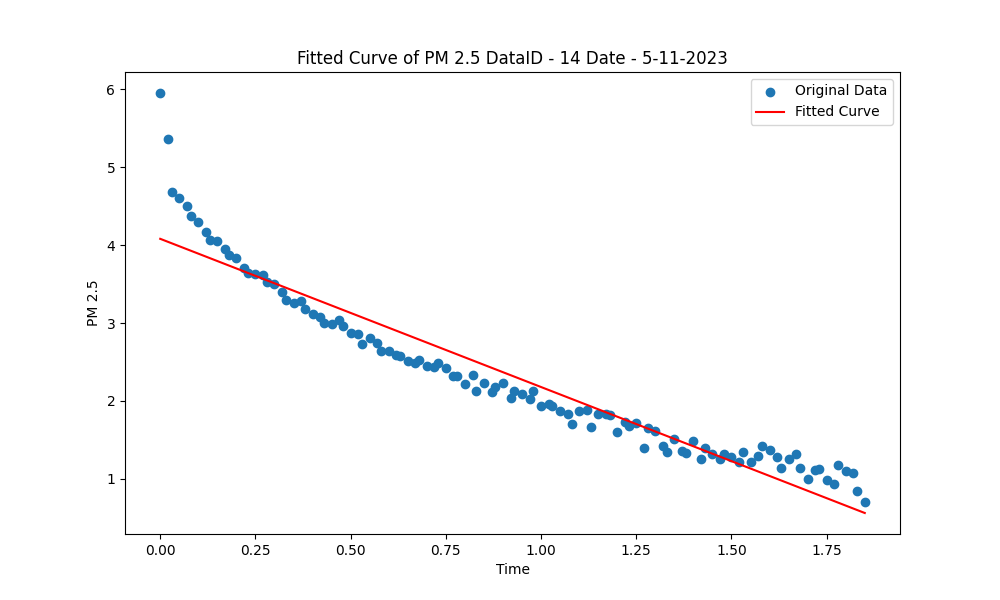 Fitted Curve of PM 2.5 DataID - 14 Date - 5-11-2023
Original Data
Fitted Curve
PM 2.5
6
5
4
3
2
1
0.00 0.25 0.50 0.75 1.00 1.25 1.50 1.75
Time